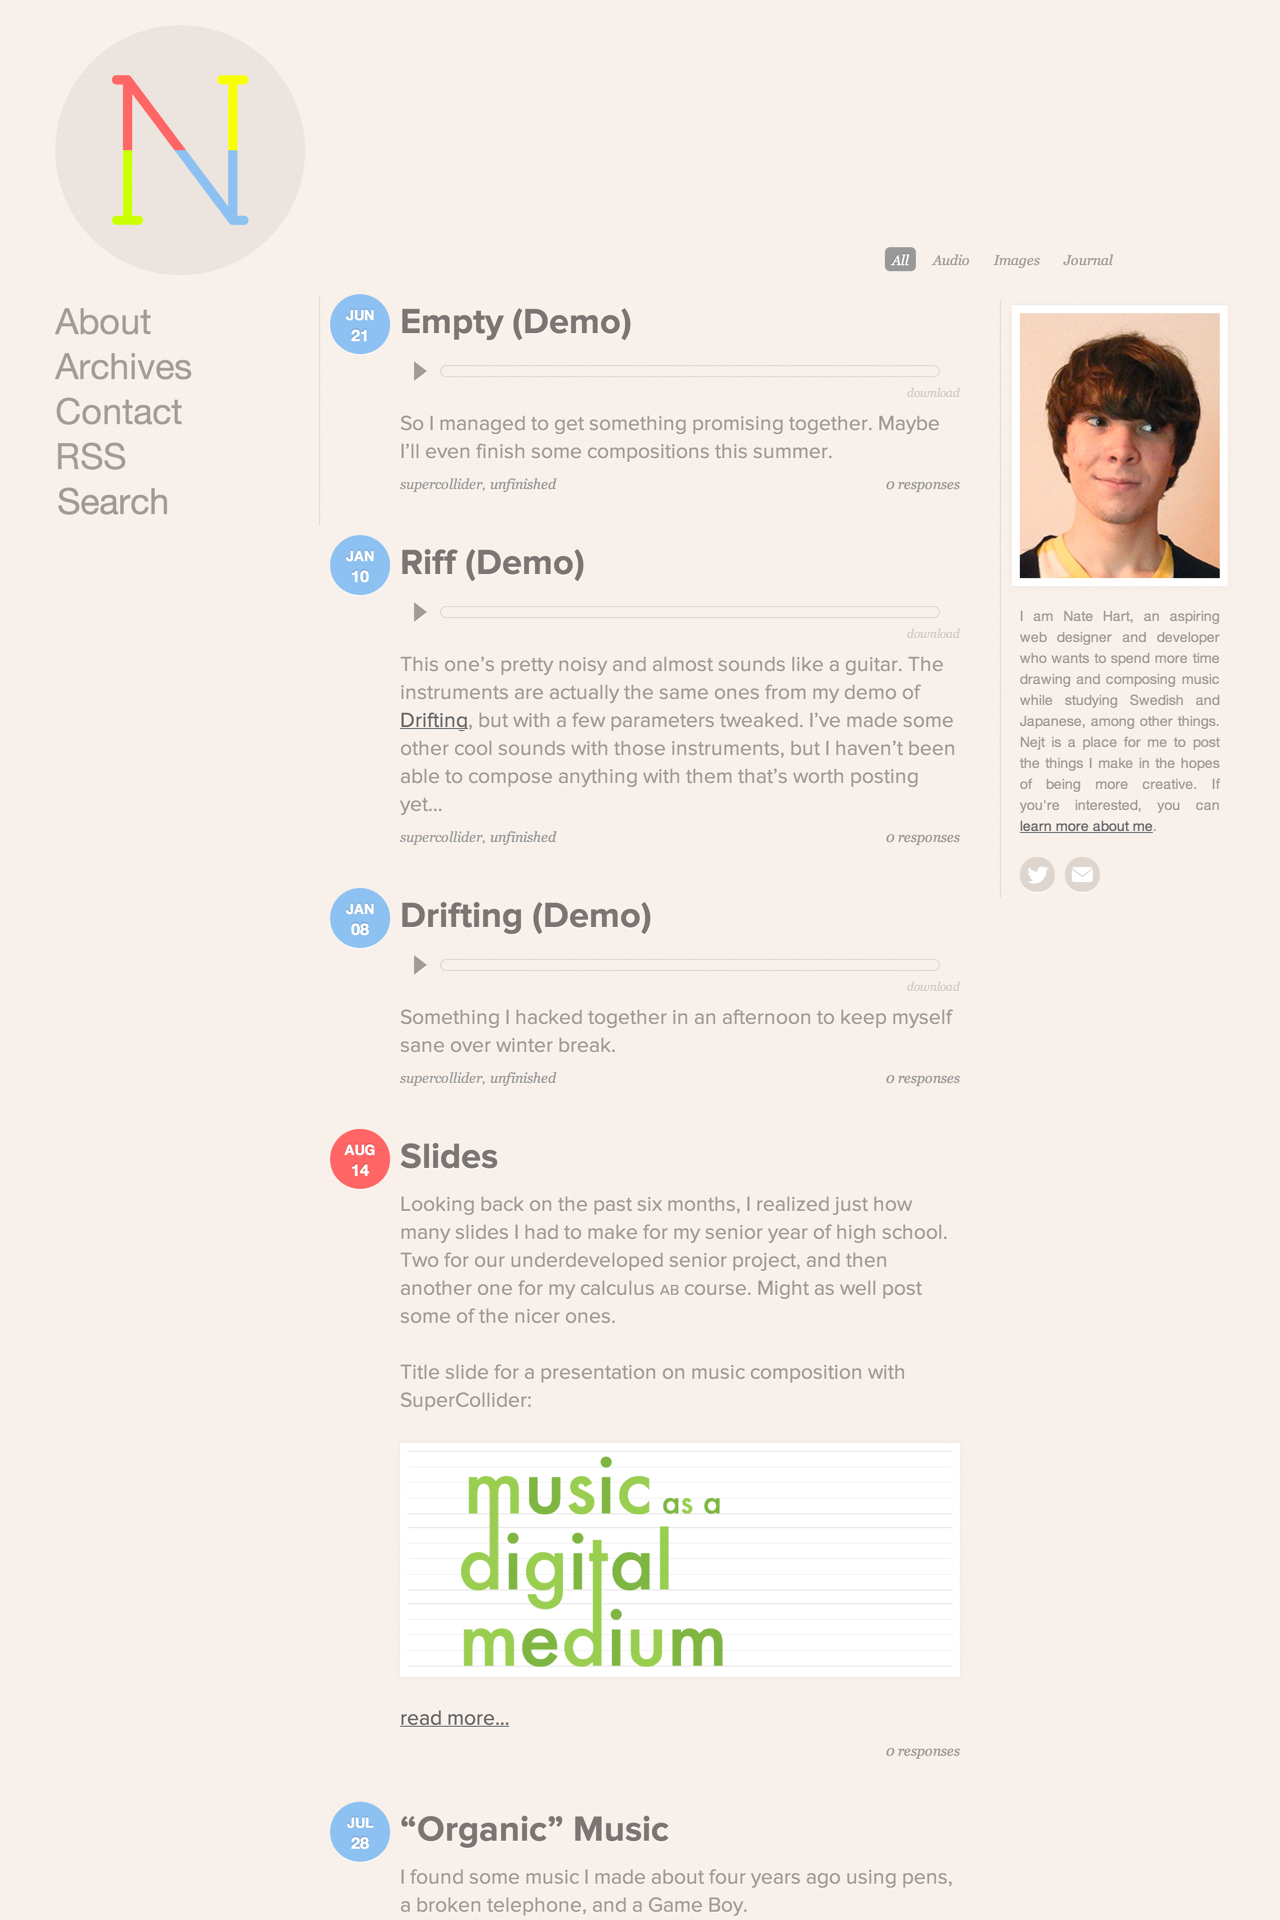 N
All Audio Images Journal
About
Archives
Contact
RSS
Search
JUN
21
Empty (Demo)
download
So I managed to get something promising together. Maybe
I’ll even finish some compositions this summer.
supercollider, unfinished 0 responses
JAN
10
Riff (Demo)
download
This one’s pretty noisy and almost sounds like a guitar. The
instruments are actually the same ones from my demo of
Drifting, but with a few parameters tweaked. I’ve made some
other cool sounds with those instruments, but I haven’t been
able to compose anything with them that’s worth posting
yet…
supercollider, unfinished 0 responses
JAN
08
Drifting (Demo)
download
Something I hacked together in an afternoon to keep myself
sane over winter break.
supercollider, unfinished 0 responses
AUG
14
Slides
Looking back on the past six months, I realized just how
many slides I had to make for my senior year of high school.
Two for our underdeveloped senior project, and then
another one for my calculus AB course. Might as well post
some of the nicer ones.
Title slide for a presentation on music composition with
SuperCollider:
music as a
digital
medium
read more…
0 responses
JUL
28
“Organic” Music
I found some music I made about four years ago using pens,
a broken telephone, and a Game Boy.
I am Nate Hart, an aspiring
web designer and developer
who wants to spend more time
drawing and composing music
while studying Swedish and
Japanese, among other things.
Nejt is a place for me to post
the things I make in the hopes
of being more creative. If
you're interested, you can
learn more about me.